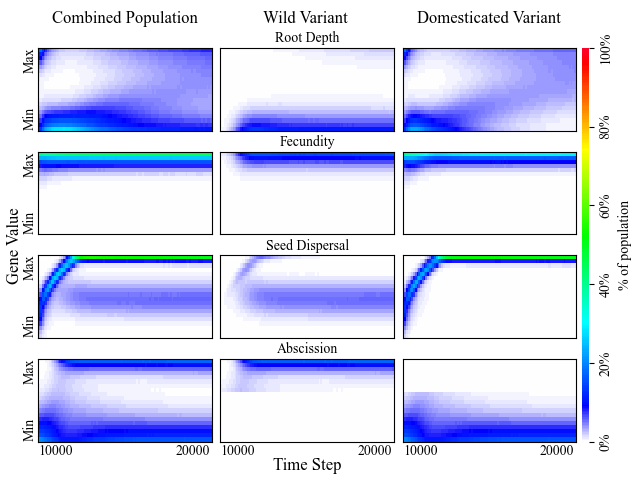 Combined Population Wild Variant Domesticated Variant
Root Depth
Max
Min
Fecundity
Max
Min
Seed Dispersal
Max
Min
Abscission
Max
Min
Gene Value
10000 20000 10000 20000 10000 20000
Time Step
100%
80%
60%
40%
20%
0%
% of population